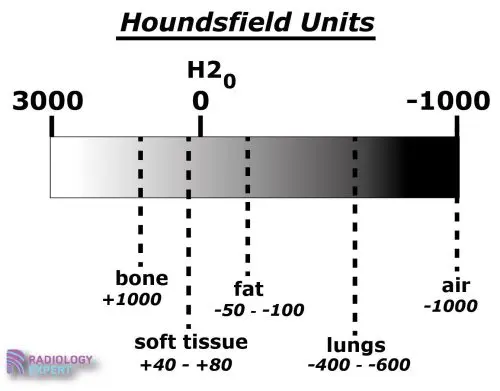 Houndsfield Units
H2₀
3000 0 -1000
bone
+1000
fat
-50 - -100
air
-1000
soft tissue
+40 - +80
lungs
-400 - -600
RADIOLOGY
EXPERT